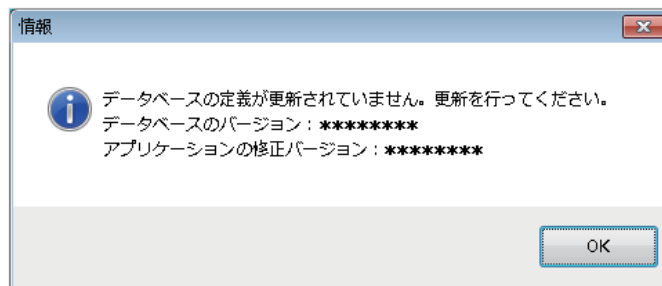 情報
データベースの定義が更新されていません。更新を行ってください。
データベースのバージョン：********
アプリケーションの修正バージョン：********
OK